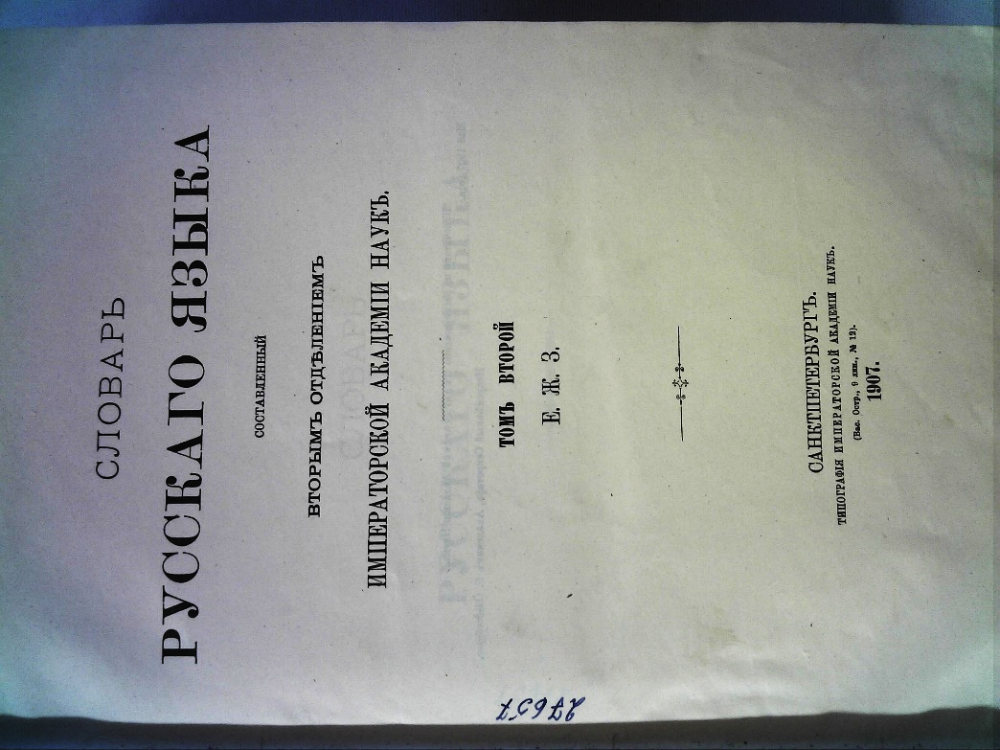 СЛОВАРЬ
РУССКАГО ЯЗЫКА
СОСТАВЛЕННЫЙ
ВТОРЫМЪ ОТДѢЛЕНІЕМЪ
ИМПЕРАТОРСКОЙ АКАДЕМІИ НАУКЪ.
ТОМЪ ВТОРОЙ
Е. Ж. З.
САНКТПЕТЕРБУРГЪ.
ТИПОГРАФІЯ ИМПЕРАТОРСКОЙ АКАДЕМІИ НАУКЪ.
(Вас. Остр., 9 лин., № 12).
1907.
27657